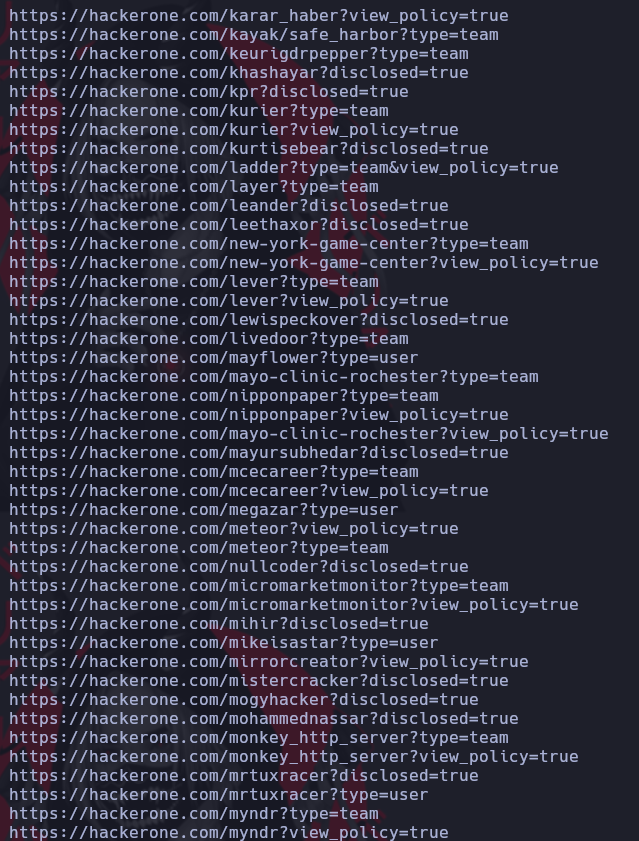 https://hackerone.com/karar_haber?view_policy=true
https://hackerone.com/kayak/safe_harbor?type=team
https://hackerone.com/keurigdrpepper?type=team
https://hackerone.com/khashayar?disclosed=true
https://hackerone.com/kpr?disclosed=true
https://hackerone.com/kurier?type=team
https://hackerone.com/kurier?view_policy=true
https://hackerone.com/kurtisebear?disclosed=true
https://hackerone.com/ladder?type=team&view_policy=true
https://hackerone.com/layer?type=team
https://hackerone.com/leander?disclosed=true
https://hackerone.com/leethaxor?disclosed=true
https://hackerone.com/new-york-game-center?type=team
https://hackerone.com/new-york-game-center?view_policy=true
https://hackerone.com/lever?type=team
https://hackerone.com/lever?view_policy=true
https://hackerone.com/lewispeckover?disclosed=true
https://hackerone.com/livedoor?type=team
https://hackerone.com/mayflower?type=user
https://hackerone.com/mayo-clinic-rochester?type=team
https://hackerone.com/nipponpaper?type=team
https://hackerone.com/nipponpaper?view_policy=true
https://hackerone.com/mayo-clinic-rochester?view_policy=true
https://hackerone.com/mayursubhedar?disclosed=true
https://hackerone.com/mcecareer?type=team
https://hackerone.com/mcecareer?view_policy=true
https://hackerone.com/megazar?type=user
https://hackerone.com/meteor?view_policy=true
https://hackerone.com/meteor?type=team
https://hackerone.com/nullcoder?disclosed=true
https://hackerone.com/micromarketmonitor?type=team
https://hackerone.com/micromarketmonitor?view_policy=true
https://hackerone.com/mihir?disclosed=true
https://hackerone.com/mikeisastar?type=user
https://hackerone.com/mirrorcreator?view_policy=true
https://hackerone.com/mistercracker?disclosed=true
https://hackerone.com/mogyhacker?disclosed=true
https://hackerone.com/mohammednassar?disclosed=true
https://hackerone.com/monkey_http_server?type=team
https://hackerone.com/monkey_http_server?view_policy=true
https://hackerone.com/mrtuxracer?disclosed=true
https://hackerone.com/mrtuxracer?type=user
https://hackerone.com/myndr?type=team
https://hackerone.com/myndr?view_policy=true